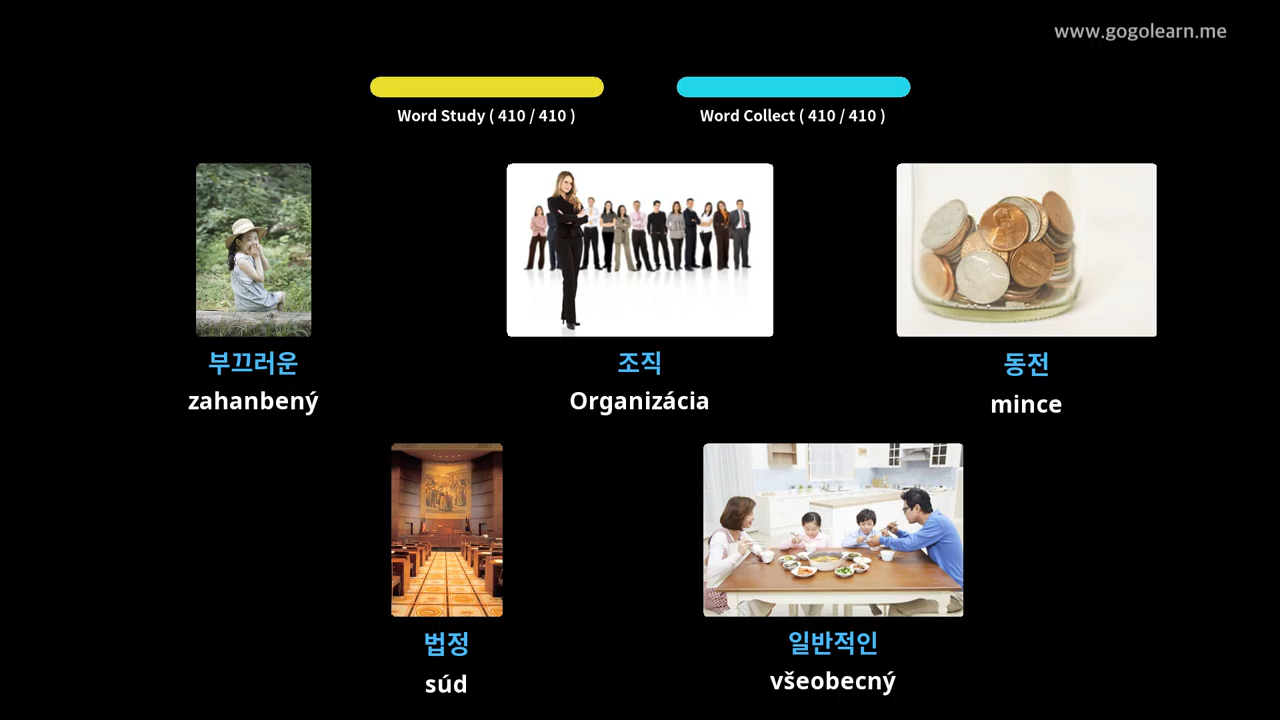 www.gogolearn.me
Word Study ( 410 / 410 )
Word Collect ( 410 / 410 )
부끄러운
zahanbený
조직
Organizácia
동전
mince
법정
súd
일반적인
všeobecný